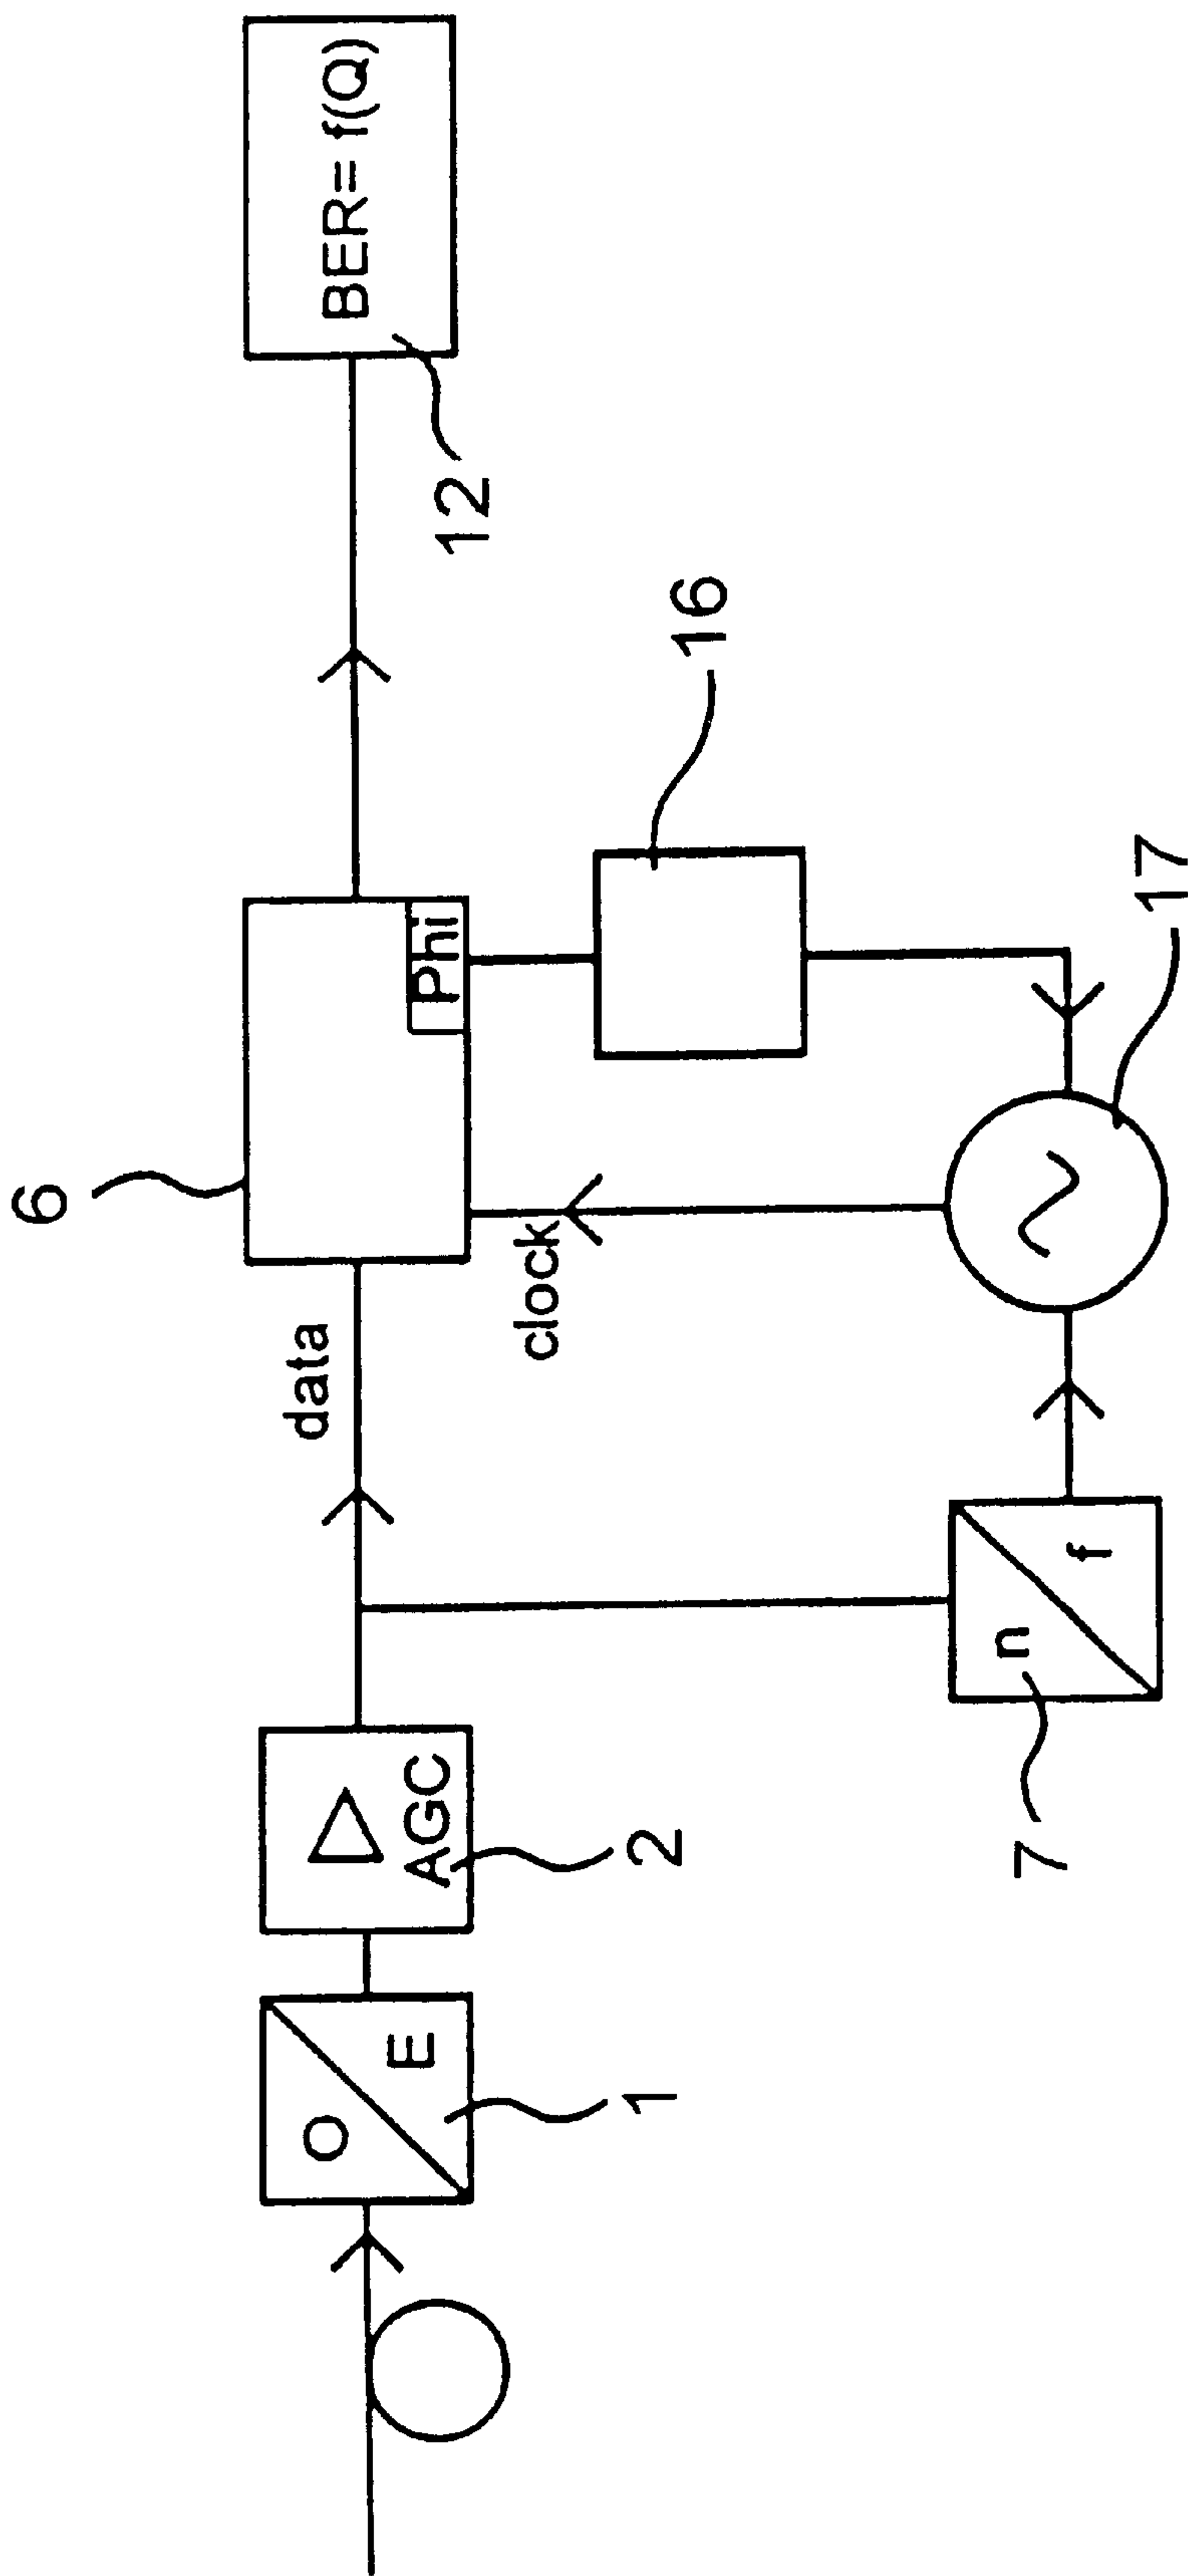 6
BER= f(Q)
data
12
Phi
clock
16
O
E
1
AGC
2
n
f
7
17